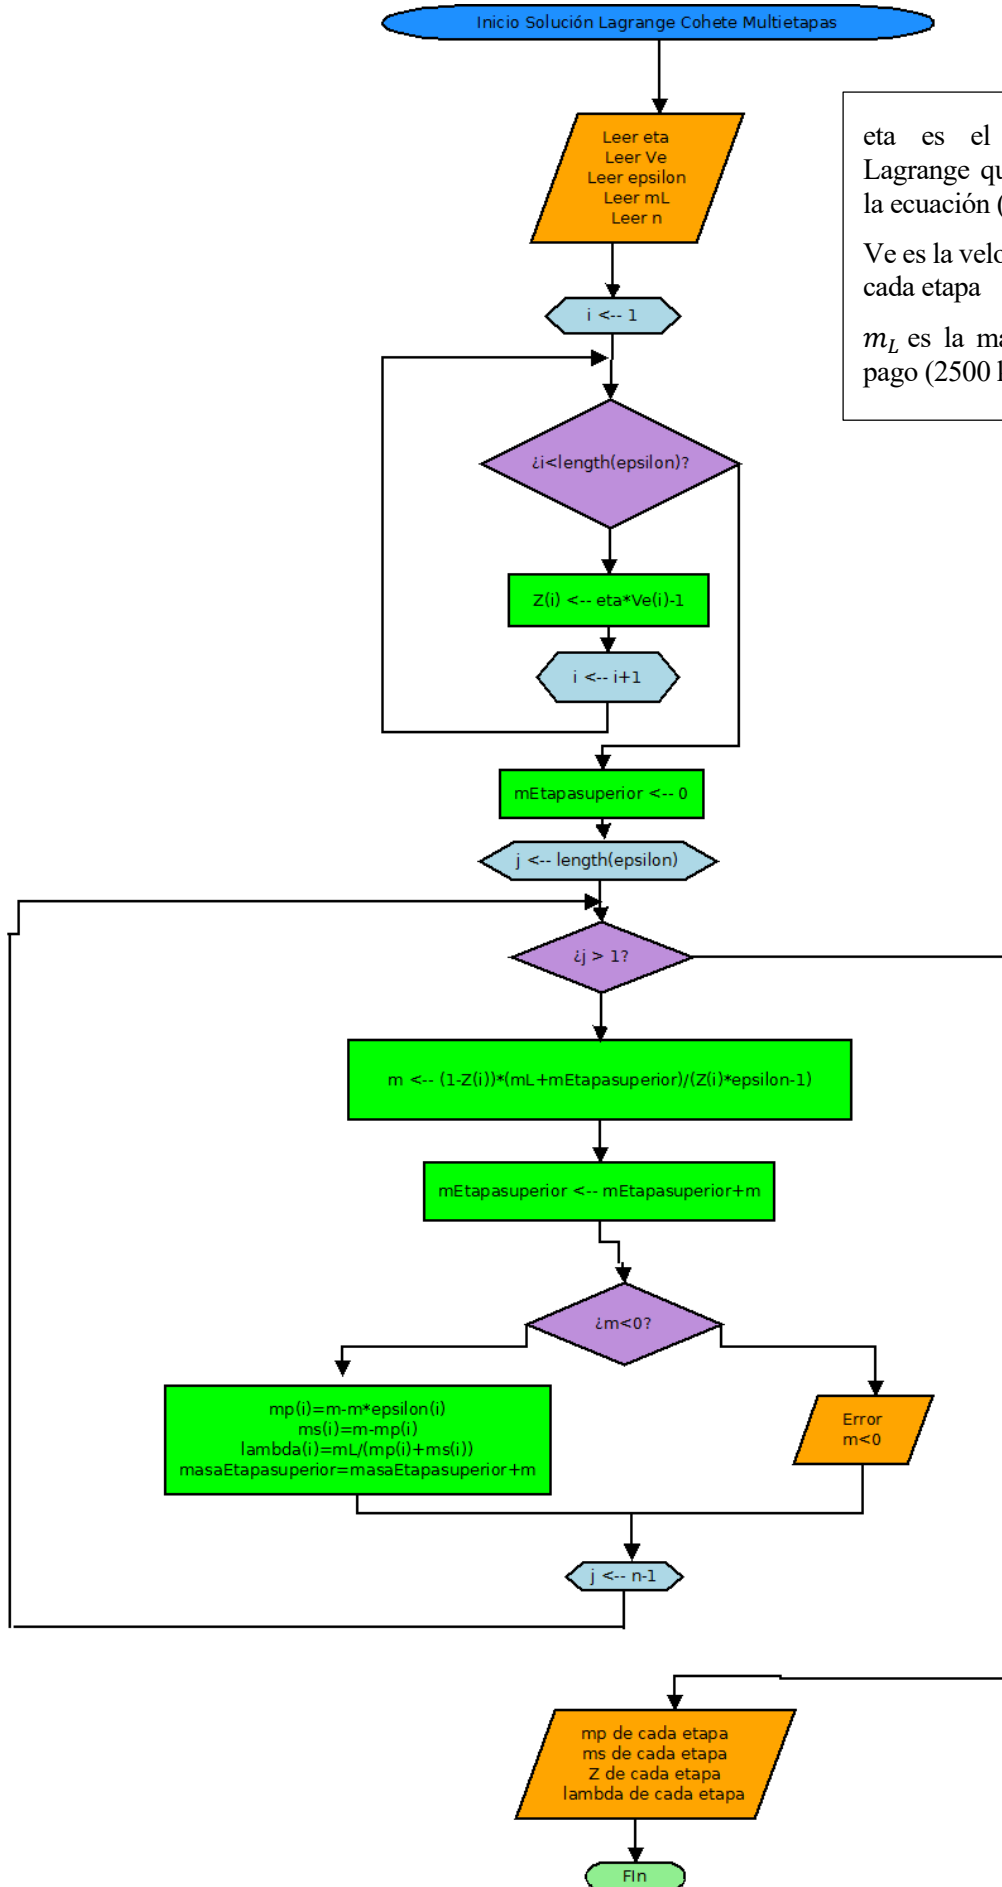 Inicio Solución Lagrange Cohete Multietapas
Leer eta
Leer Ve
Leer epsilon
Leer mL
Leer n
eta es el
Lagrange
la ecuación (
Ve es la
cada etapa
m_L es la
pago (2500
i <-- 1
¿i<length(epsilon)?
Z(i) <-- eta*Ve(i)-1
i <-- i+1
mEtapasuperior <-- 0
j <-- length(epsilon)
¿j > 1?
m <-- (1-Z(i))*(mL+mEtapasuperior)/(Z(i)*epsilon-1)
mEtapasuperior <-- mEtapasuperior+m
¿m<0?
mp(i)=m-m*epsilon(i)
ms(i)=m-mp(i)
lambda(i)=mL/(mp(i)+ms(i))
masaEtapasuperior=masaEtapasuperior+m
Error
m<0
j <-- n-1
mp de cada etapa
ms de cada etapa
Z de cada etapa
lambda de cada etapa
FIn